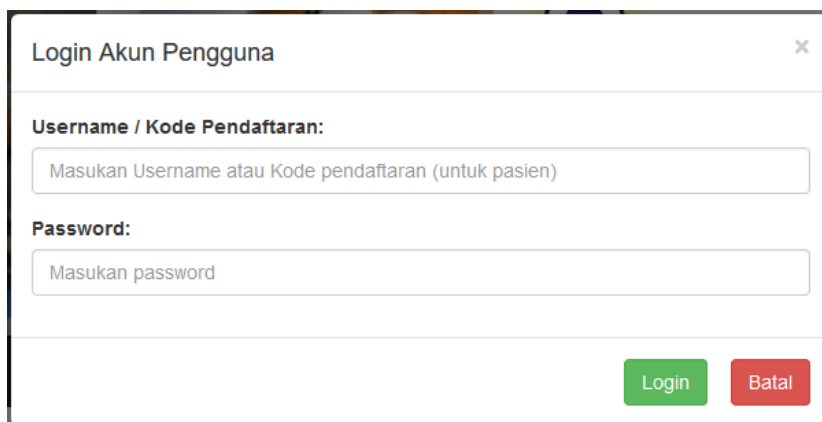 Login Akun Pengguna ×
Username / Kode Pendaftaran:
Masukan Username atau Kode pendaftaran (untuk pasien)
Password:
Masukan password
Login Batal